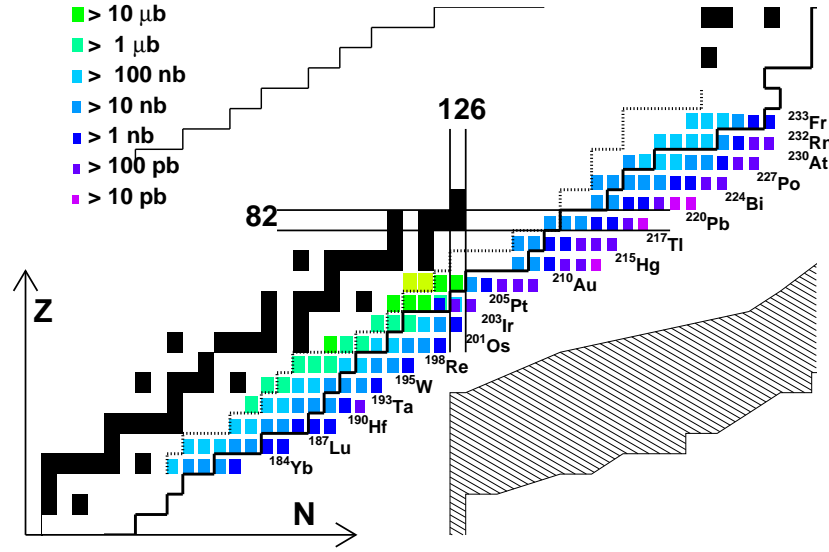 > 10 μb
> 1 μb
> 100 nb
> 10 nb
> 1 nb
> 100 pb
> 10 pb
126
82
Z
N
233Fr
232Rn
230At
227Po
224Bi
220Pb
217Tl
215Hg
210Au
205Pt
203Ir
201Os
198Re
195W
193Ta
190Hf
187Lu
184Yb